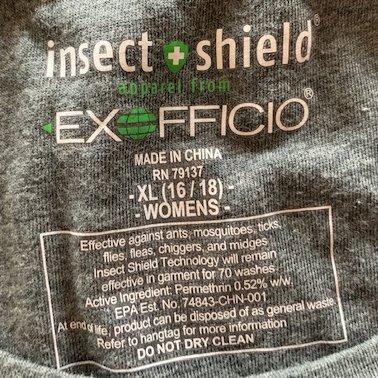 insect shield®
apparel from
EXOFFICIO®
MADE IN CHINA
RN 79137
- XL (16 / 18) -
- WOMENS -
Effective against ants, mosquitoes, ticks,
flies, fleas, chiggers, and midges
Insect Shield Technology will remain
effective in garment for 70 washes
Active Ingredient: Permethrin 0.52% w/w.
EPA Est. No. 74843-CHN-001
At end of life, product can be disposed of as general waste
Refer to hangtag for more information
DO NOT DRY CLEAN